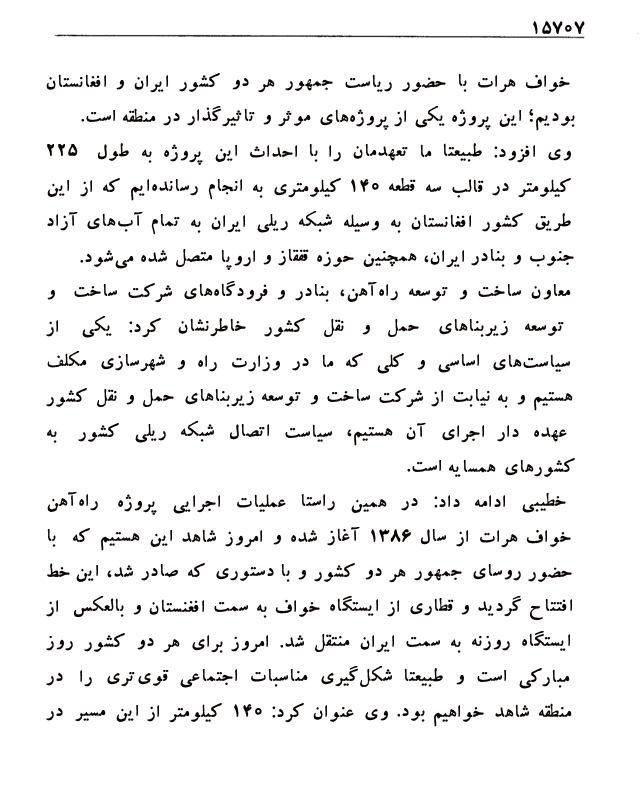 ۱۵۷۰۷
خواف هرات با حضور ریاست جمهور هر دو کشور ایران و افغانستان
بودیم؛ این پروژه یکی از پروژه‌های موثر و تاثیرگذار در منطقه است.
وی افزود: طبیعتا ما تعهدمان را با احداث این پروژه به طول ۲۲۵
کیلومتر در قالب سه قطعه ۱۴۰ کیلومتری به انجام رسانده‌ایم که از این
طریق کشور افغانستان به وسیله شبکه ریلی ایران به تمام آب‌های آزاد
جنوب و بنادر ایران، همچنین حوزه قفقاز و اروپا متصل شده می‌شود.
معاون ساخت و توسعه راه‌آهن، بنادر و فرودگاه‌های شرکت ساخت و
توسعه زیربناهای حمل و نقل کشور خاطرنشان کرد: یکی از
سیاست‌های اساسی و کلی که ما در وزارت راه و شهرسازی مکلف
هستیم و به نیابت از شرکت ساخت و توسعه زیربناهای حمل و نقل کشور
عهده دار اجرای آن هستیم، سیاست اتصال شبکه ریلی کشور به
کشورهای همسایه است.
خطیبی ادامه داد: در همین راستا عملیات اجرایی پروژه راه‌آهن
خواف هرات از سال ۱۳۸۶ آغاز شده و امروز شاهد این هستیم که با
حضور روسای جمهور هر دو کشور و با دستوری که صادر شد، این خط
افتتاح گردید و قطاری از ایستگاه خواف به سمت افغنستان و بالعکس از
ایستگاه روزنه به سمت ایران منتقل شد. امروز برای هر دو کشور روز
مبارکی است و طبیعتا شکل‌گیری مناسبات اجتماعی قوی‌تری را در
منطقه شاهد خواهیم بود. وی عنوان کرد: ۱۴۰ کیلومتر از این مسیر در